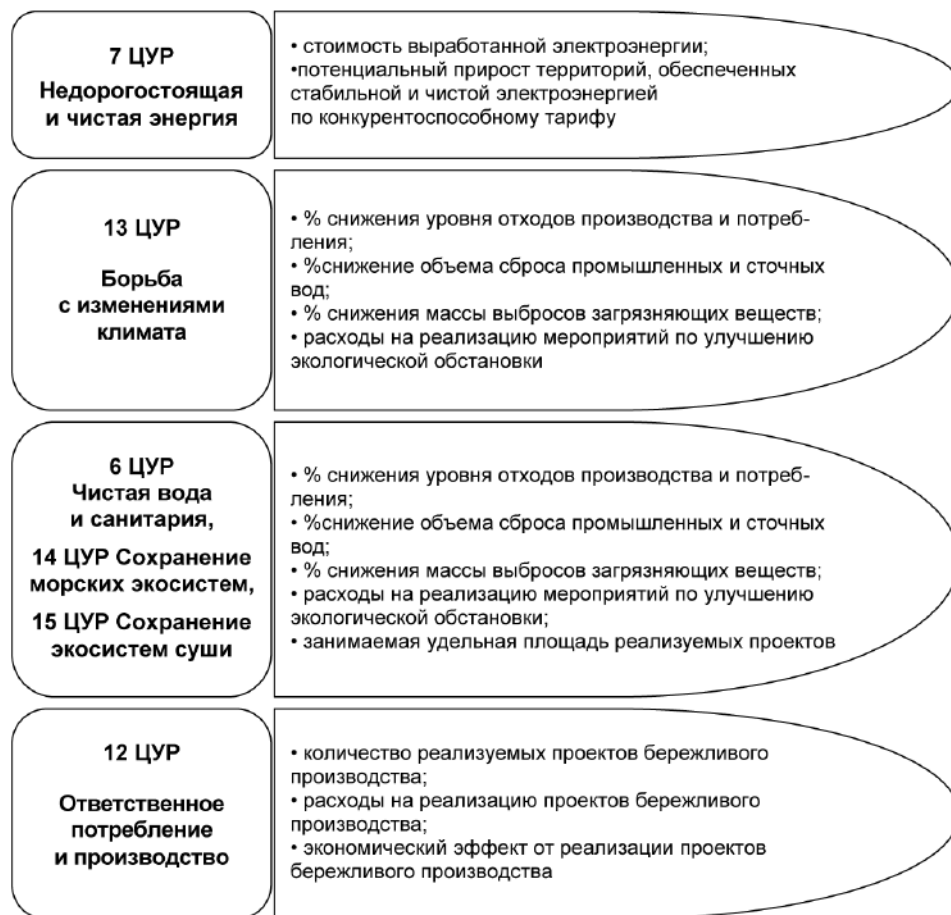 7 ЦУР
Недорогостоящая
и чистая энергия
• стоимость выработанной электроэнергии;
•потенциальный прирост территорий, обеспеченных
стабильной и чистой электроэнергией
по конкурентоспособному тарифу
13 ЦУР
Борьба
с изменениями
климата
• % снижения уровня отходов производства и потреб-
ления;
• %снижение объема сброса промышленных и сточных
вод;
• % снижения массы выбросов загрязняющих веществ;
• расходы на реализацию мероприятий по улучшению
экологической обстановки
6 ЦУР
Чистая вода
и санитария,
14 ЦУР Сохранение
морских экосистем,
15 ЦУР Сохранение
экосистем суши
• % снижения уровня отходов производства и потреб-
ления;
• %снижение объема сброса промышленных и сточных
вод;
• % снижения массы выбросов загрязняющих веществ;
• расходы на реализацию мероприятий по улучшению
экологической обстановки;
• занимаемая удельная площадь реализуемых проектов
12 ЦУР
Ответственное
потребление
и производство
• количество реализуемых проектов бережливого
производства;
• расходы на реализацию проектов бережливого
производства;
• экономический эффект от реализации проектов
бережливого производства